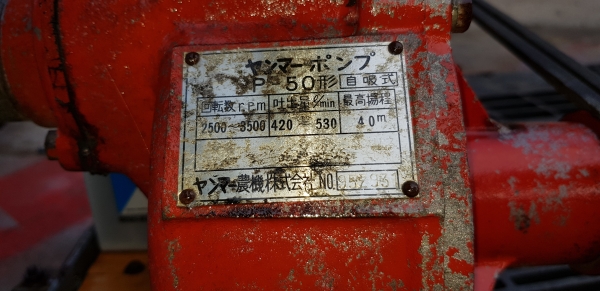 ヤンマーポンプ
P-50形 自吸式
回転数rpm 吐出量ℓ/min 最高揚程
2500~3500 420~530 40m
ヤンマー農機株式会社 NO.